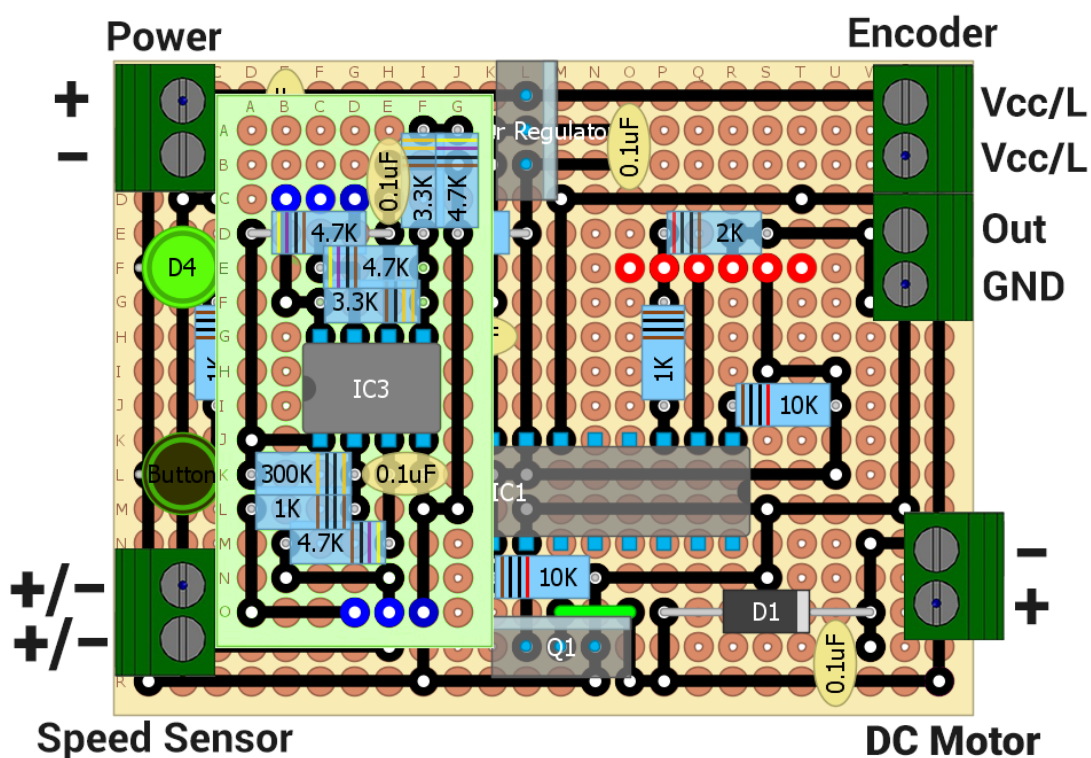 Power
Encoder
+
−
Vcc/L
Vcc/L
Out
GND
D E F G H I J K L M N O P Q R S T U
A B C D E F G
A
B
C
D
E
F
G
H
I
J
K
L
M
N
O
D
E
F
G
H
I
J
K
L
M
N
R
r Regulato
0.1uF
0.1uF
3.3K
4.7K
4.7K
4.7K
3.3K
2K
D4
1K
1K
IC3
10K
Button
300K
0.1uF
1K
IC1
4.7K
10K
D1
Q1
0.1uF
+/−
+/−
−
+
Speed Sensor
DC Motor